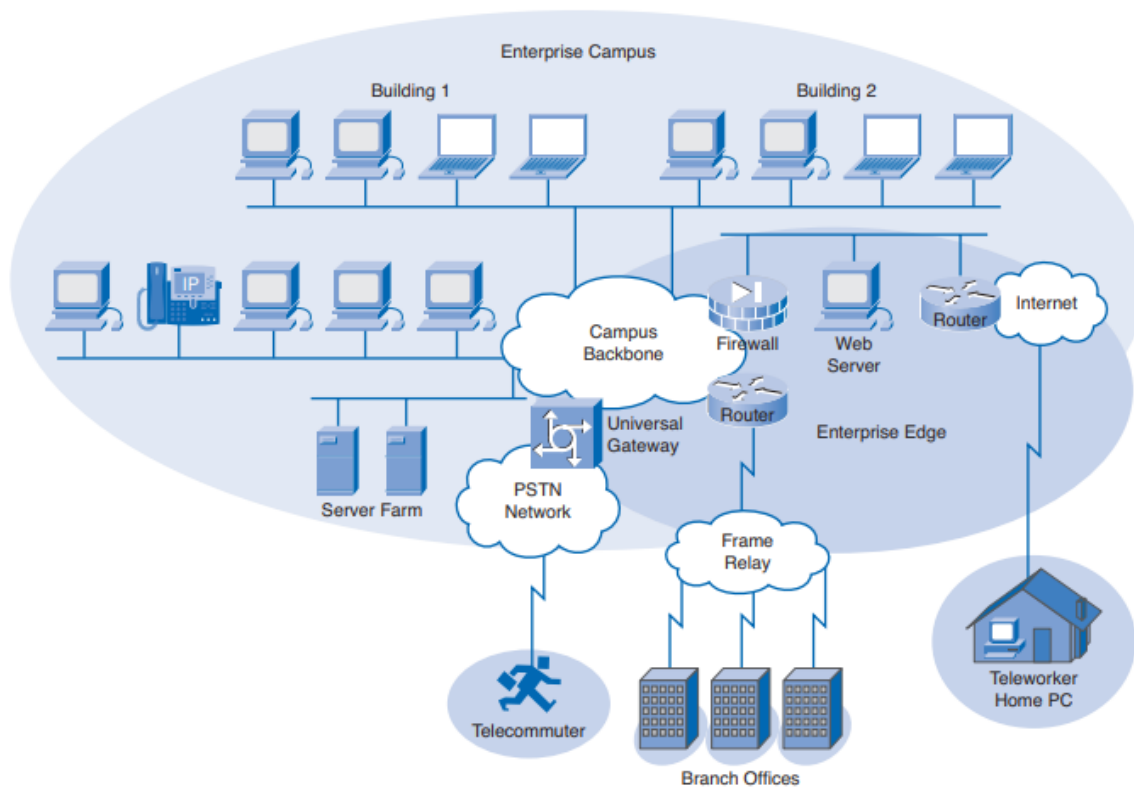 Enterprise Campus
Building 1
Building 2
IP
Campus
Backbone
Firewall
Web
Server
Router
Internet
Router
Universal
Gateway
Enterprise Edge
Server Farm
PSTN
Network
Frame
Relay
Telecommuter
Teleworker
Home PC
Branch Offices